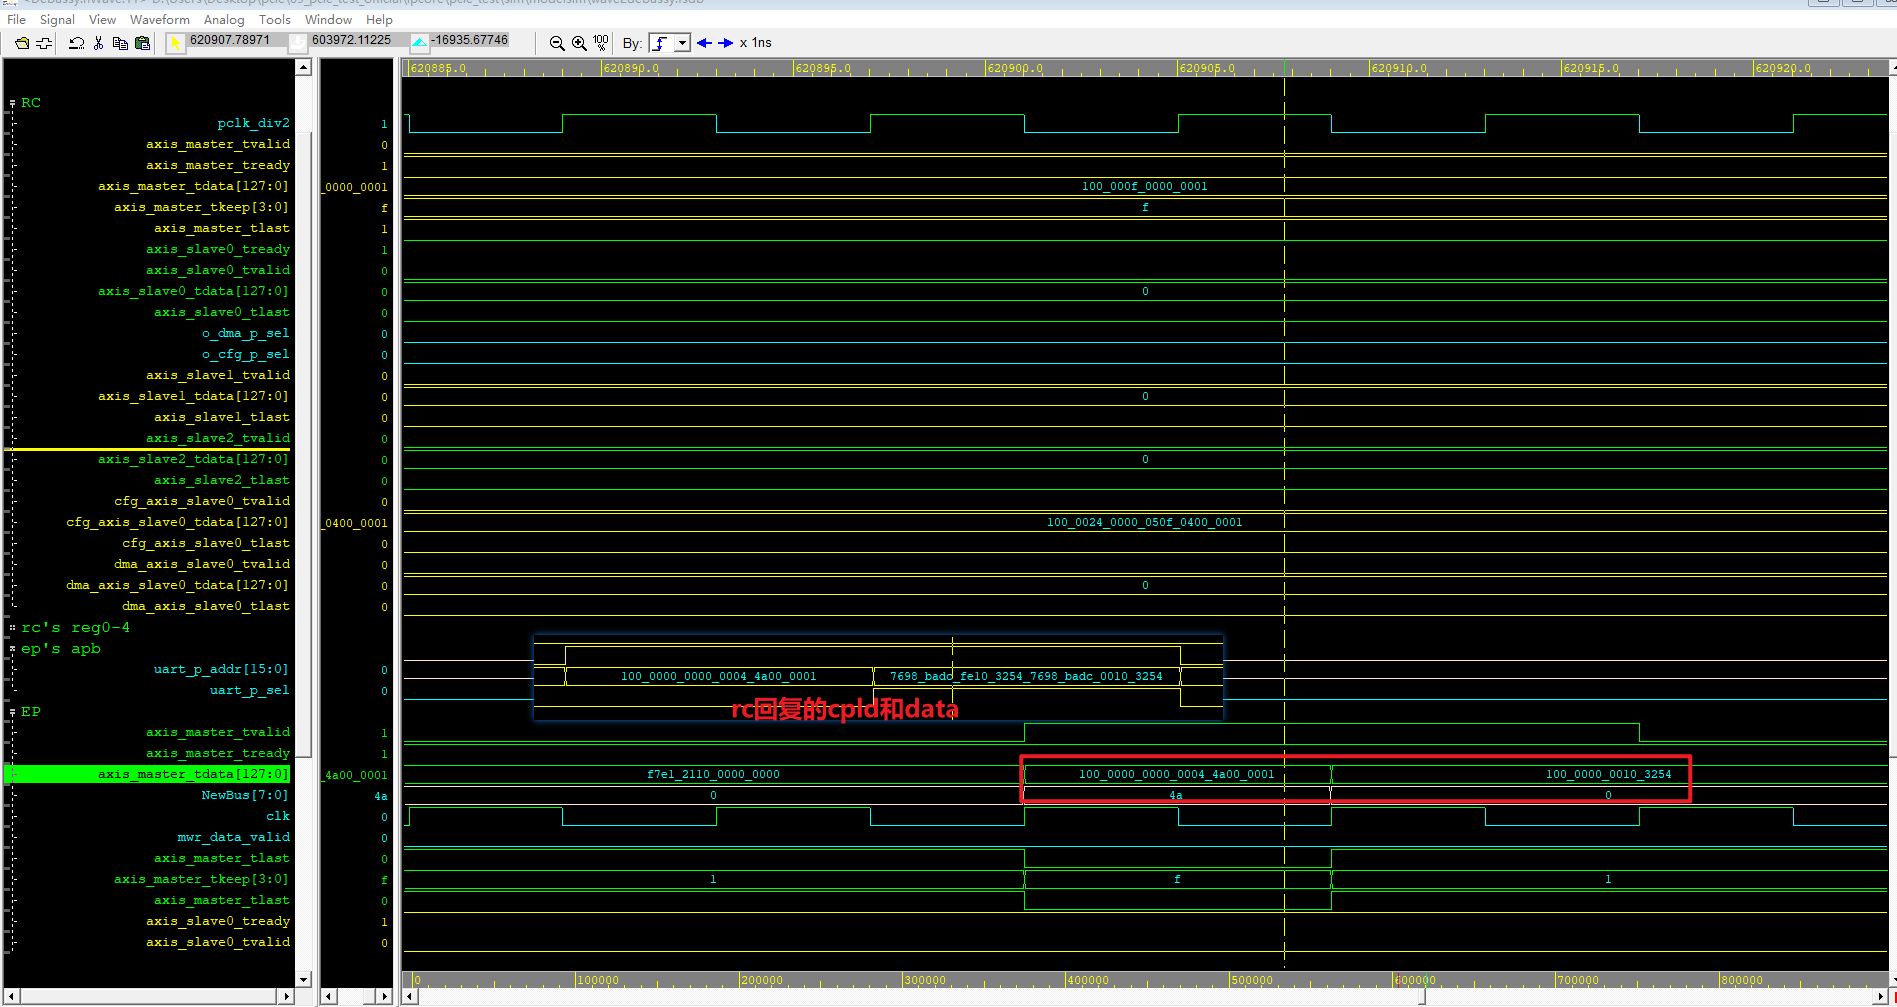 File Signal View Waveform Analog Tools Window Help
620907.78971 603972.11225 -16935.67746 100% By: x 1ns
620885.0 620890.0 620895.0 620900.0 620905.0 620910.0 620915.0 620920.0
RC
pclk_div2 1
axis_master_tvalid 0
axis_master_tready 1
axis_master_tdata[127:0] _0000_0001 100_000f_0000_0001
axis_master_tkeep[3:0] f f
axis_master_tlast 1
axis_slave0_tready 1
axis_slave0_tvalid 0
axis_slave0_tdata[127:0] 0 0
axis_slave0_tlast 0
o_dma_p_sel 0
o_cfg_p_sel 0
axis_slave1_tvalid 0
axis_slave1_tdata[127:0] 0 0
axis_slave1_tlast 0
axis_slave2_tvalid 0
axis_slave2_tdata[127:0] 0 0
axis_slave2_tlast 0
cfg_axis_slave0_tvalid 0
cfg_axis_slave0_tdata[127:0] _0400_0001 100_0024_0000_050f_0400_0001
cfg_axis_slave0_tlast 0
dma_axis_slave0_tvalid 0
dma_axis_slave0_tdata[127:0] 0 0
dma_axis_slave0_tlast 0
rc's reg0-4
ep's apb
uart_p_addr[15:0] 0 100_0000_0000_0004_4a00_0001 7698_badc_fe10_3254_7698_badc_0010_3254
uart_p_sel 0
rc回复的cpld和data
EP
axis_master_tvalid 1
axis_master_tready 1
axis_master_tdata[127:0] _4a00_0001 f7e1_2110_0000_0000 100_0000_0000_0004_4a00_0001 100_0000_0010_3254
NewBus[7:0] 4a 0 4a 0
clk 0
mwr_data_valid 0
axis_master_tlast 0
axis_master_tkeep[3:0] f 1 f 1
axis_master_tlast 0
axis_slave0_tready 1
axis_slave0_tvalid 0
0 100000 200000 300000 400000 500000 600000 700000 800000